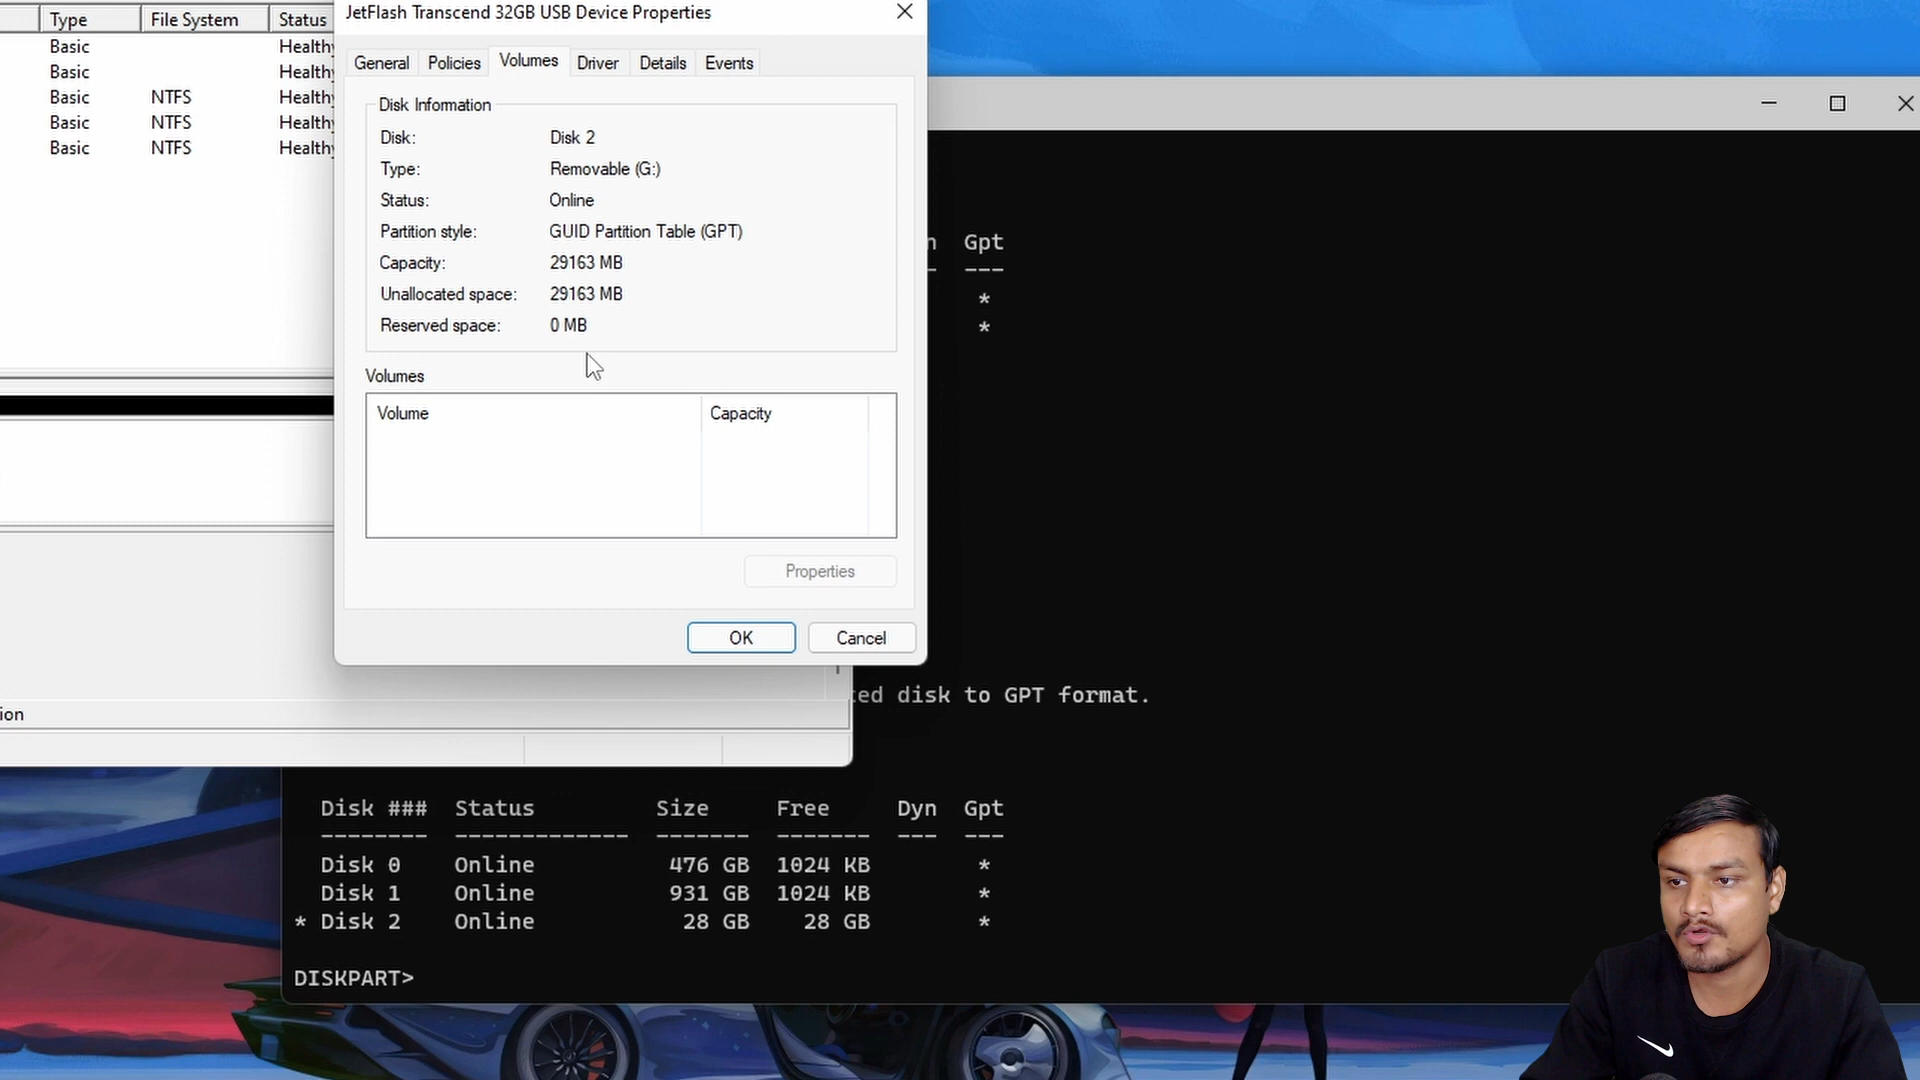 Type File System Status
Basic Healthy
Basic Healthy
Basic NTFS Healthy
Basic NTFS Healthy
Basic NTFS Healthy
ion
JetFlash Transcend 32GB USB Device Properties
General Policies Volumes Driver Details Events
Disk Information
Disk: Disk 2
Type: Removable (G:)
Status: Online
Partition style: GUID Partition Table (GPT)
Capacity: 29163 MB
Unallocated space: 29163 MB
Reserved space: 0 MB
Volumes
Volume Capacity
Properties
OK Cancel
n Gpt
- ---
*
*
ted disk to GPT format.
Disk ### Status Size Free Dyn Gpt
-------- ------------- ------- ------- --- ---
Disk 0 Online 476 GB 1024 KB *
Disk 1 Online 931 GB 1024 KB *
* Disk 2 Online 28 GB 28 GB *
DISKPART>